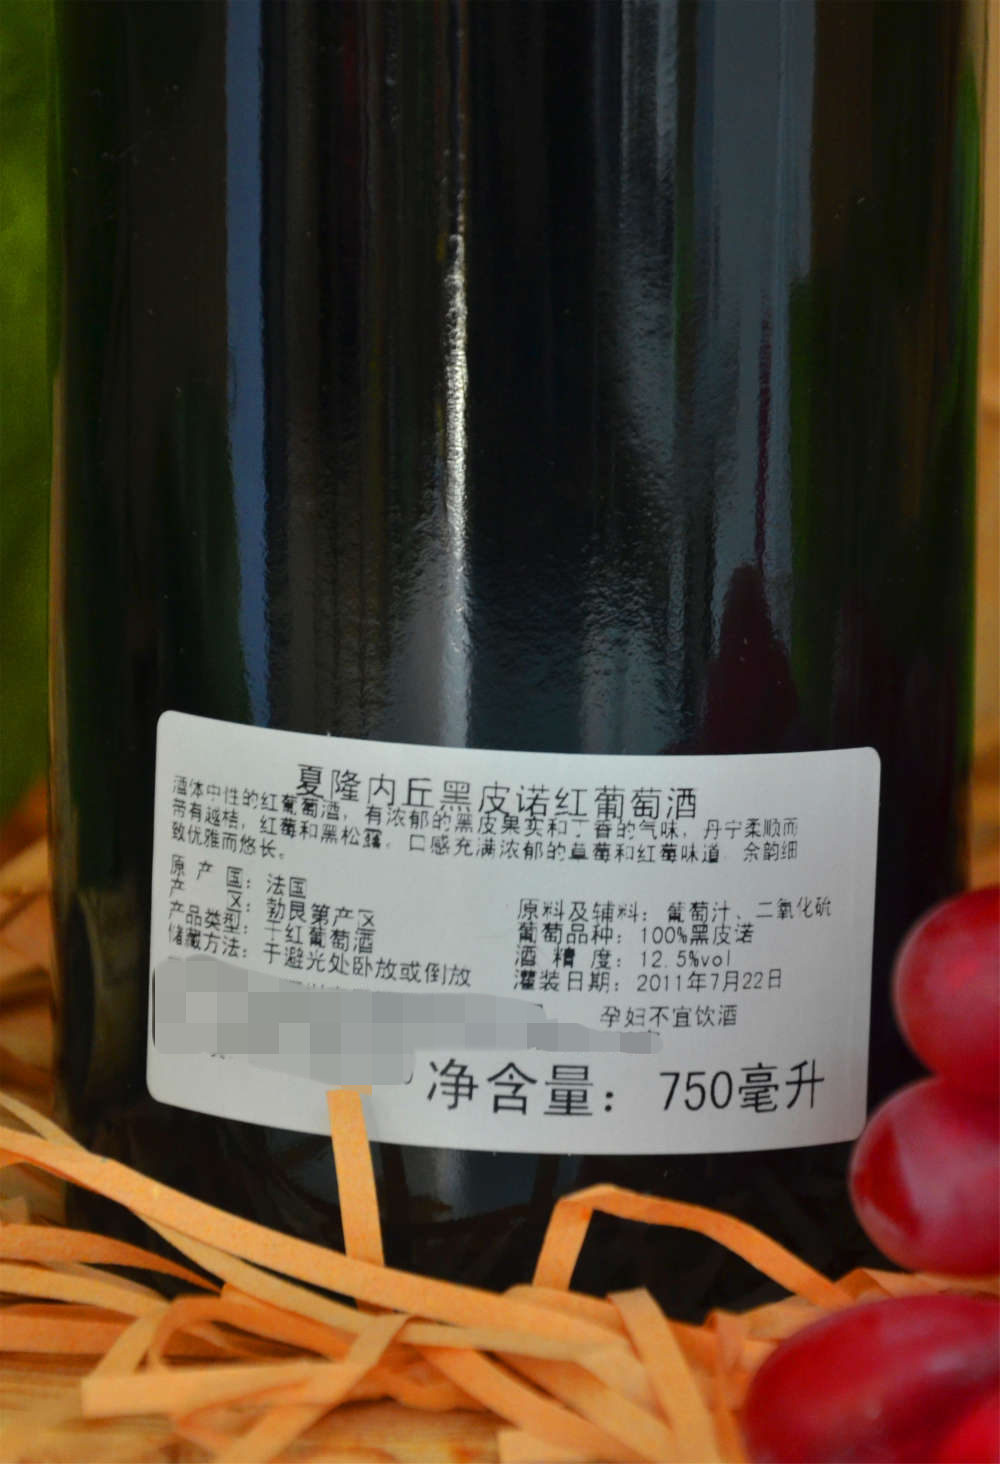 夏隆内丘黑皮诺红葡萄酒
酒体中性的红葡萄酒，有浓郁的黑皮果实和丁香的气味，丹宁柔顺而
带有越桔，红莓和黑松露。口感充满浓郁的草莓和红莓味道，余韵细
致优雅而悠长。
原产国：法国
产区：勃艮第产区
产品类型：干红葡萄酒
储藏方法：于避光处卧放或倒放
原料及辅料：葡萄汁、二氧化硫
葡萄品种：100%黑皮诺
酒精度：12.5%vol
灌装日期：2011年7月22日
孕妇不宜饮酒
净含量：750毫升